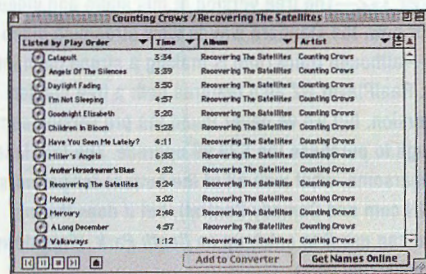 Counting Crows / Recovering The Satellites
Listed by Play Order Time Album Artist
Catapult 3:34 Recovering The Satellites Counting Crows
Angels Of The Silences 3:39 Recovering The Satellites Counting Crows
Daylight Fading 3:50 Recovering The Satellites Counting Crows
I'm Not Sleeping 4:57 Recovering The Satellites Counting Crows
Goodnight Elisabeth 5:20 Recovering The Satellites Counting Crows
Children In Bloom 5:23 Recovering The Satellites Counting Crows
Have You Seen Me Lately? 4:11 Recovering The Satellites Counting Crows
Miller's Angels 6:33 Recovering The Satellites Counting Crows
Another Horsedreamer's Blues 4:32 Recovering The Satellites Counting Crows
Recovering The Satellites 5:24 Recovering The Satellites Counting Crows
Monkey 3:02 Recovering The Satellites Counting Crows
Mercury 2:48 Recovering The Satellites Counting Crows
A Long December 4:57 Recovering The Satellites Counting Crows
Walkaways 1:12 Recovering The Satellites Counting Crows
Add to Converter Get Names Online